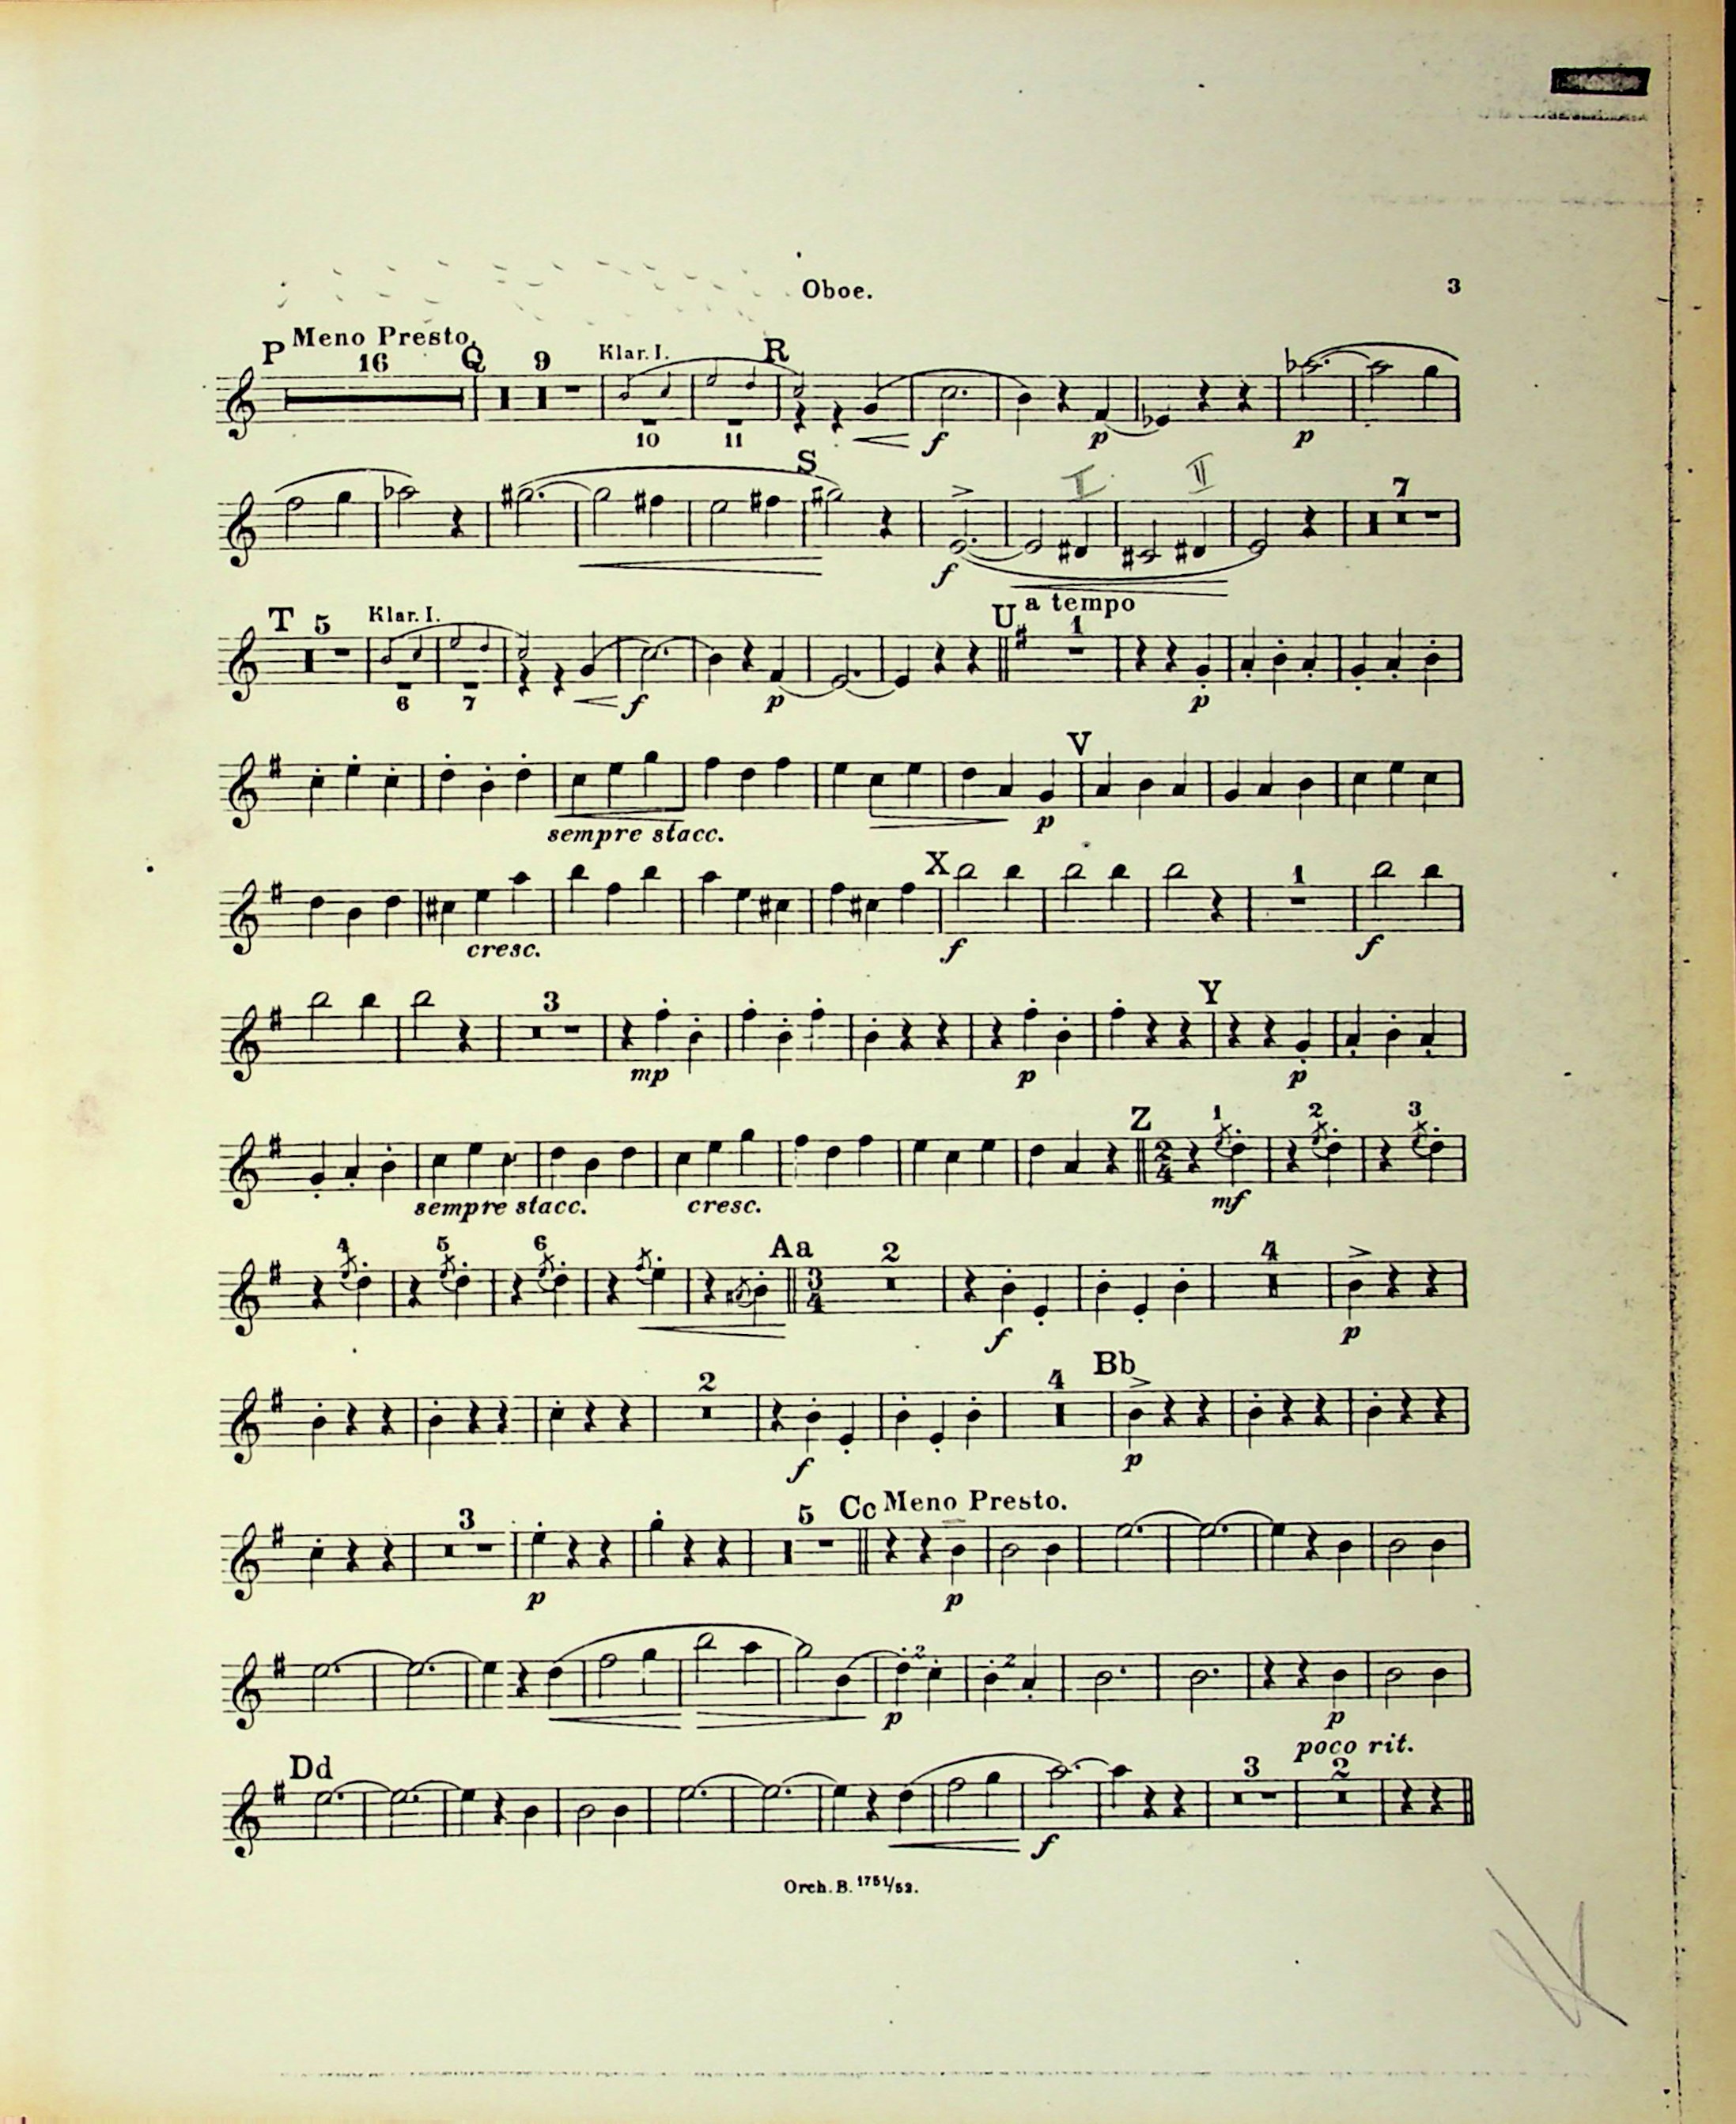 Oboe. 3
P Meno Presto. 16 Q 9 Klar. I. R
10 11 f p p
S I II 7
f
T 5 Klar. I. U a tempo 1
6 7 f p p
V
sempre stacc. p
X 1
cresc. f f
3 Y
mp p p
Z 1 2 3
2 4
sempre stacc. cresc. mf
4 5 6 Aa 2 4
3 4
f p
2 4 Bb
f p
3 5 Cc Meno Presto.
p p
2 2
p p
Dd 3 poco rit. 2
f
Orch. B. 1751/52.